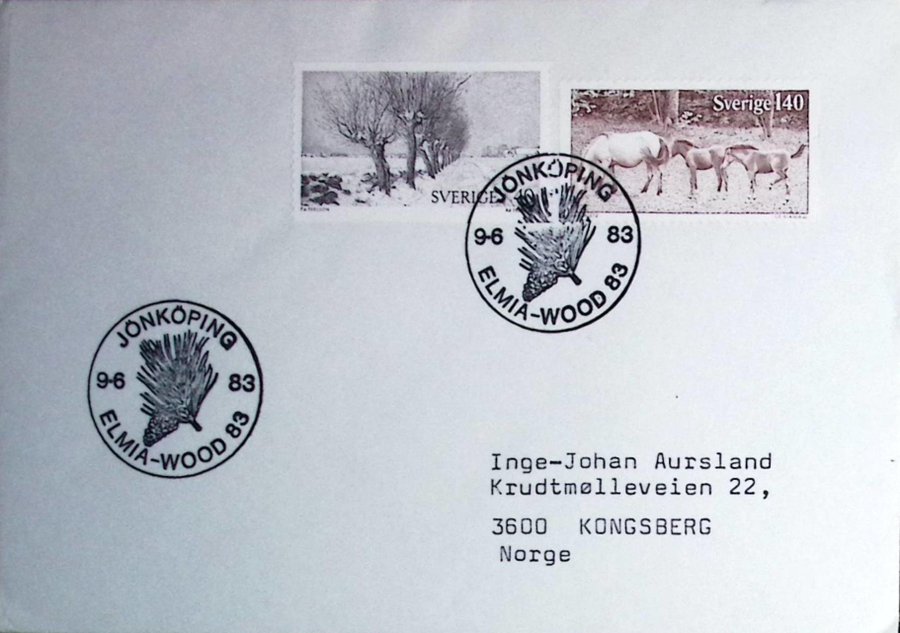 SVERIGE
Sverige 140
JÖNKÖPING
9-6 83
ELMIA-WOOD 83
JÖNKÖPING
9-6 83
ELMIA-WOOD 83
Inge-Johan Aursland
Krudtmølleveien 22,
3600 KONGSBERG
Norge